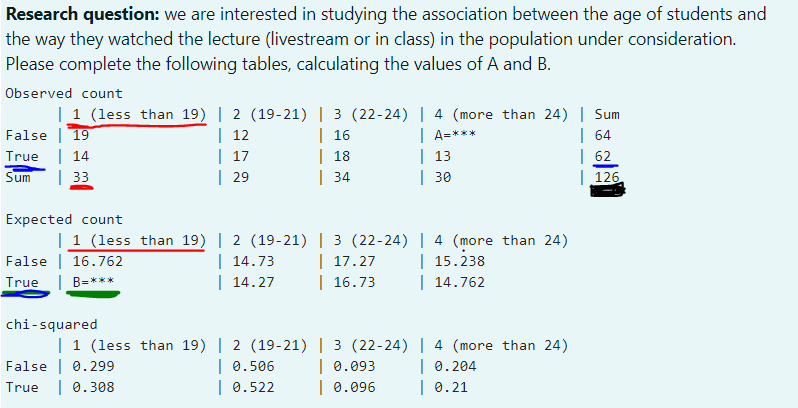 Research question: we are interested in studying the association between the age of students and
the way they watched the lecture (livestream or in class) in the population under consideration.
Please complete the following tables, calculating the values of A and B.
Observed count
| 1 (less than 19) | 2 (19-21) | 3 (22-24) | 4 (more than 24) | Sum
False | 19 | 12 | 16 | A=*** | 64
True | 14 | 17 | 18 | 13 | 62
Sum | 33 | 29 | 34 | 30 | 126
Expected count
| 1 (less than 19) | 2 (19-21) | 3 (22-24) | 4 (more than 24)
False | 16.762 | 14.73 | 17.27 | 15.238
True | B=*** | 14.27 | 16.73 | 14.762
chi-squared
| 1 (less than 19) | 2 (19-21) | 3 (22-24) | 4 (more than 24)
False | 0.299 | 0.506 | 0.093 | 0.204
True | 0.308 | 0.522 | 0.096 | 0.21